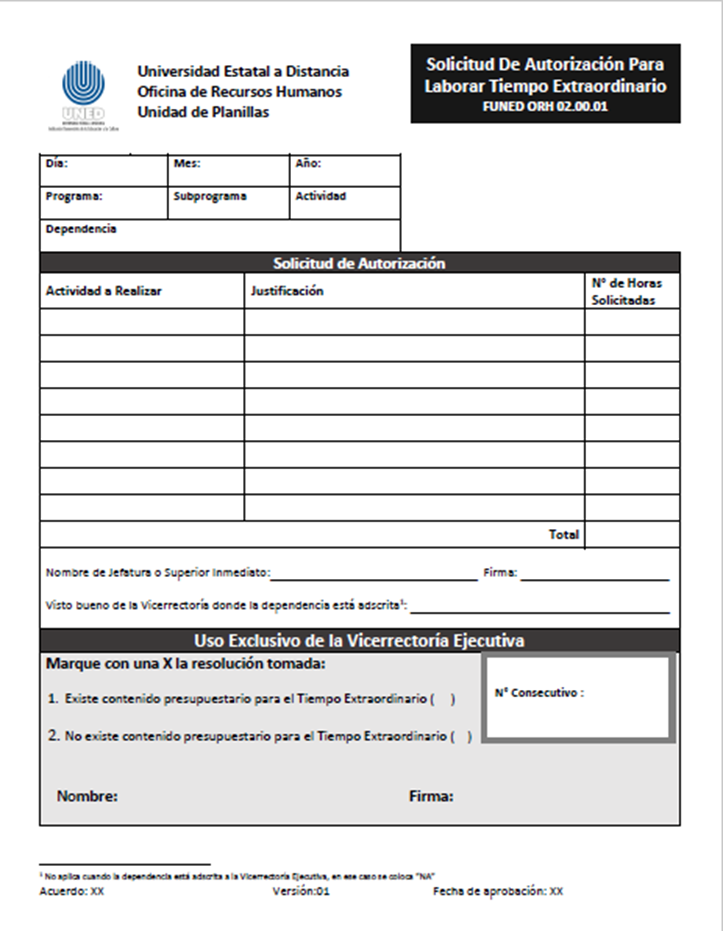 Universidad Estatal a Distancia
Oficina de Recursos Humanos
Unidad de Planillas
UNED
Solicitud De Autorización Para
Laborar Tiempo Extraordinario
FUNED ORH 02.00.01
Día: Mes: Año:
Programa: Subprograma Actividad
Dependencia
Solicitud de Autorización
Actividad a Realizar Justificación N° de Horas Solicitadas
Total
Nombre de Jefatura o Superior Inmediato: Firma:
Visto bueno de la Vicerrectoría donde la dependencia está adscrita¹:
Uso Exclusivo de la Vicerrectoría Ejecutiva
Marque con una X la resolución tomada:
1. Existe contenido presupuestario para el Tiempo Extraordinario ( )
N° Consecutivo :
2. No existe contenido presupuestario para el Tiempo Extraordinario ( )
Nombre: Firma:
¹ No aplica cuando la dependencia está adscrita a la Vicerrectoría Ejecutiva, en ese caso se coloca "NA"
Acuerdo: XX Versión:01 Fecha de aprobación: XX